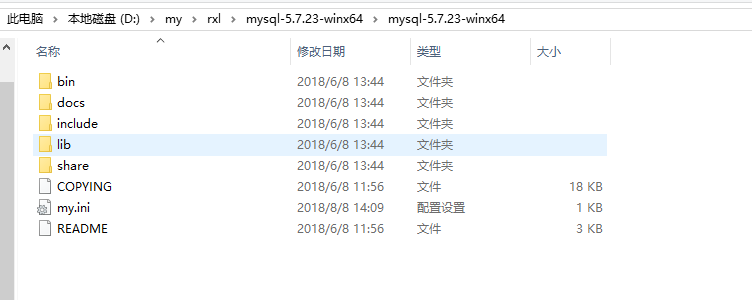 此电脑 > 本地磁盘 (D:) > my > rxl > mysql-5.7.23-winx64 > mysql-5.7.23-winx64
名称 修改日期 类型 大小
bin 2018/6/8 13:44 文件夹
docs 2018/6/8 13:44 文件夹
include 2018/6/8 13:44 文件夹
lib 2018/6/8 13:44 文件夹
share 2018/6/8 13:44 文件夹
COPYING 2018/6/8 11:56 文件 18 KB
my.ini 2018/8/8 14:09 配置设置 1 KB
README 2018/6/8 11:56 文件 3 KB